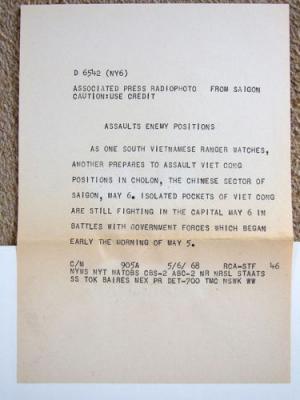 D 6542 (NY6)
ASSOCIATED PRESS RADIOPHOTO FROM SAIGON
CAUTION:USE CREDIT
ASSAULTS ENEMY POSITIONS
AS ONE SOUTH VIETNAMESE RANGER WATCHES,
ANOTHER PREPARES TO ASSAULT VIET CONG
POSITIONS IN CHOLON, THE CHINESE SECTOR OF
SAIGON, MAY 6. ISOLATED POCKETS OF VIET CONG
ARE STILL FIGHTING IN THE CAPITAL MAY 6 IN
BATTLES WITH GOVERNMENT FORCES WHICH BEGAN
EARLY THE MORNING OF MAY 5.
C/M 905A 5/6/68 RCA-STF 46
NYWS NYT NATOBS CBS-2 ABC-2 NR NRSL STAATS
SS TOK BAIRES NEX PR DET-700 TMC NSWK WW